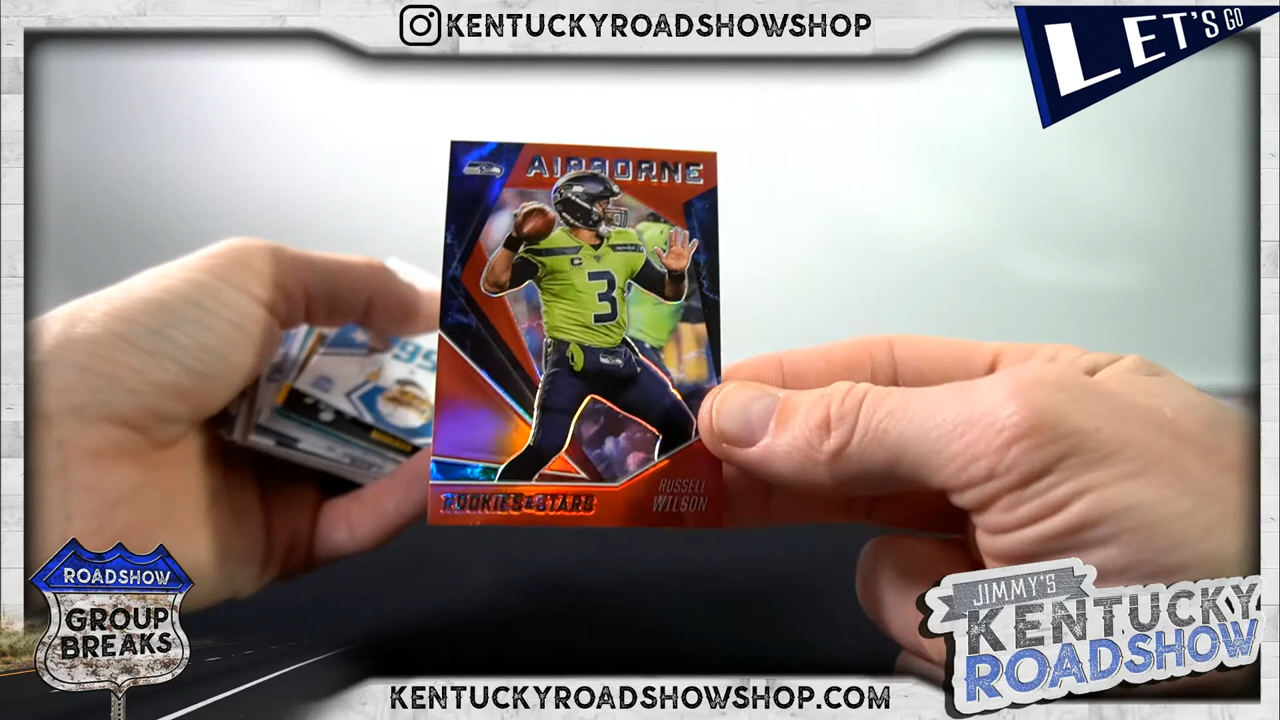 KENTUCKYROADSHOWSHOP
LET'S GO
AIRBORNE
3
ROOKIES & STARS
RUSSELL
WILSON
ROADSHOW
GROUP
BREAKS
JIMMY'S
KENTUCKY
ROADSHOW
KENTUCKYROADSHOWSHOP.COM